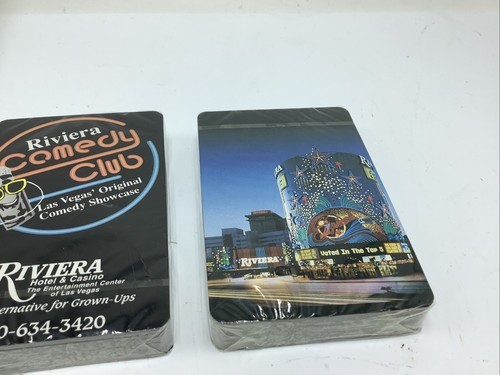 Riviera
Comedy
Club
Las Vegas' Original
Comedy Showcase
RIVIERA
Hotel & Casino
The Entertainment Center
of Las Vegas
for Grown-Ups
0-634-3420
RIVIERA
Voted In The Top 5